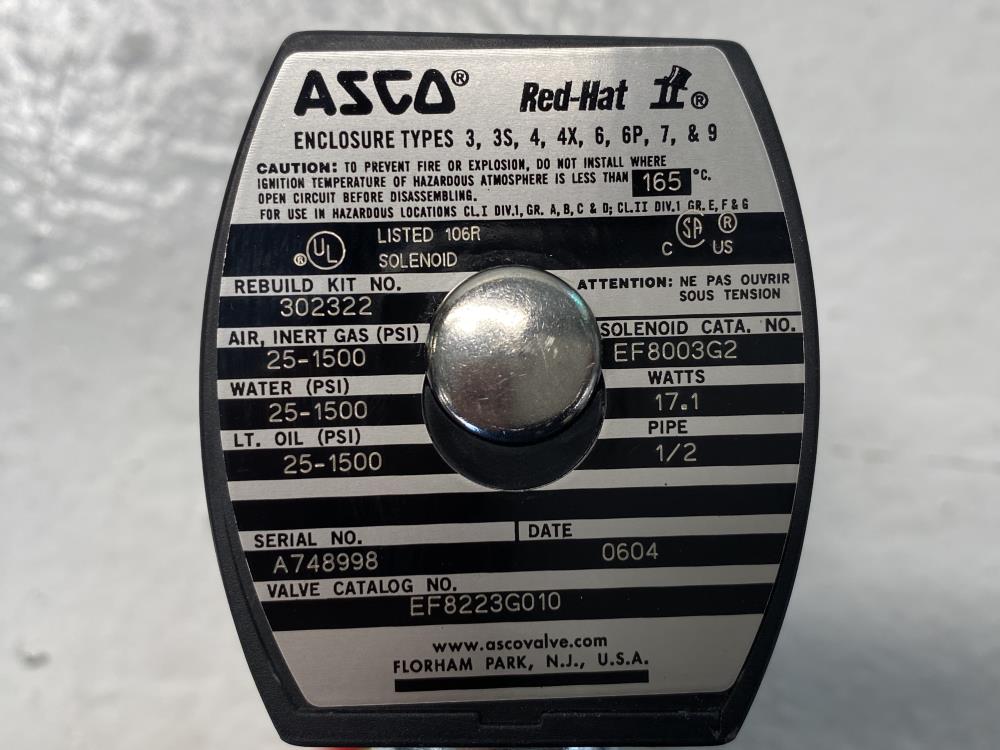 ASCO® Red-Hat II®
ENCLOSURE TYPES 3, 3S, 4, 4X, 6, 6P, 7, & 9
CAUTION: TO PREVENT FIRE OR EXPLOSION, DO NOT INSTALL WHERE
IGNITION TEMPERATURE OF HAZARDOUS ATMOSPHERE IS LESS THAN 165 °C.
OPEN CIRCUIT BEFORE DISASSEMBLING.
FOR USE IN HAZARDOUS LOCATIONS CL.I DIV.1, GR. A, B, C & D; CL.II DIV.1 GR. E, F & G
UL® LISTED 106R
SOLENOID
C SA® US
REBUILD KIT NO.
302322
ATTENTION: NE PAS OUVRIR
SOUS TENSION
AIR, INERT GAS (PSI)
25-1500
SOLENOID CATA. NO.
EF8003G2
WATER (PSI)
25-1500
WATTS
17.1
LT. OIL (PSI)
25-1500
PIPE
1/2
SERIAL NO.
A748998
DATE
0604
VALVE CATALOG NO.
EF8223G010
www.ascovalve.com
FLORHAM PARK, N.J., U.S.A.